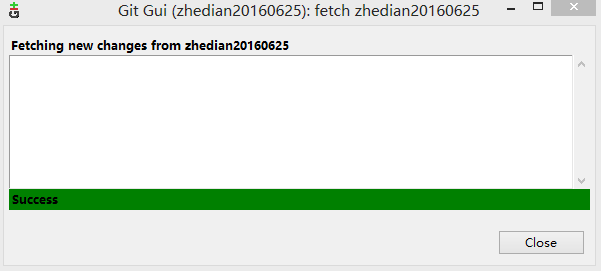 Git Gui (zhedian20160625): fetch zhedian20160625
Fetching new changes from zhedian20160625
Success
Close